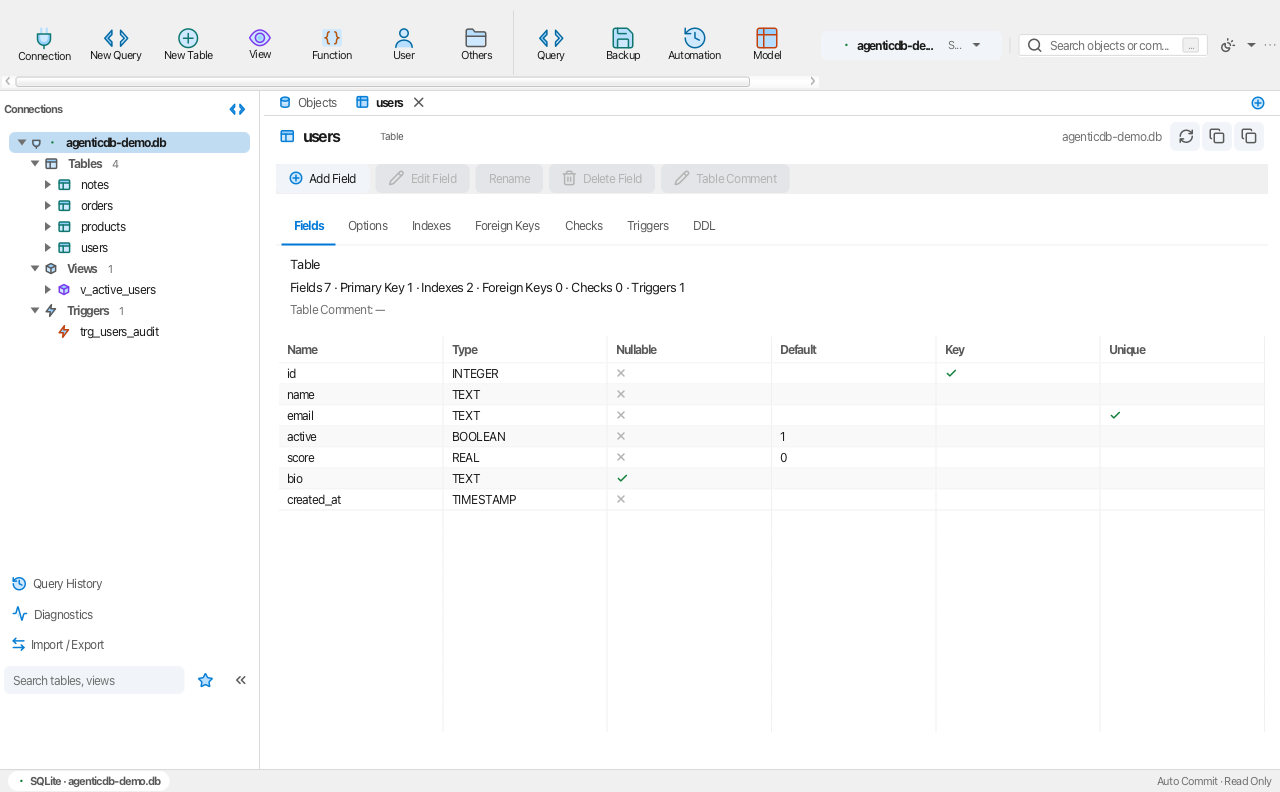 Connection
New Query
New Table
View
Function
User
Others
Query
Backup
Automation
Model
agenticdb-de...
S...
Search objects or com...
...
Connections
agenticdb-demo.db
Tables 4
notes
orders
products
users
Views 1
v_active_users
Triggers 1
trg_users_audit
Query History
Diagnostics
Import / Export
Search tables, views
Objects
users
users Table
agenticdb-demo.db
Add Field
Edit Field
Rename
Delete Field
Table Comment
Fields Options Indexes Foreign Keys Checks Triggers DDL
Table
Fields 7 · Primary Key 1 · Indexes 2 · Foreign Keys 0 · Checks 0 · Triggers 1
Table Comment: —
Name Type Nullable Default Key Unique
id INTEGER
name TEXT
email TEXT
active BOOLEAN 1
score REAL 0
bio TEXT
created_at TIMESTAMP
SQLite · agenticdb-demo.db
Auto Commit · Read Only